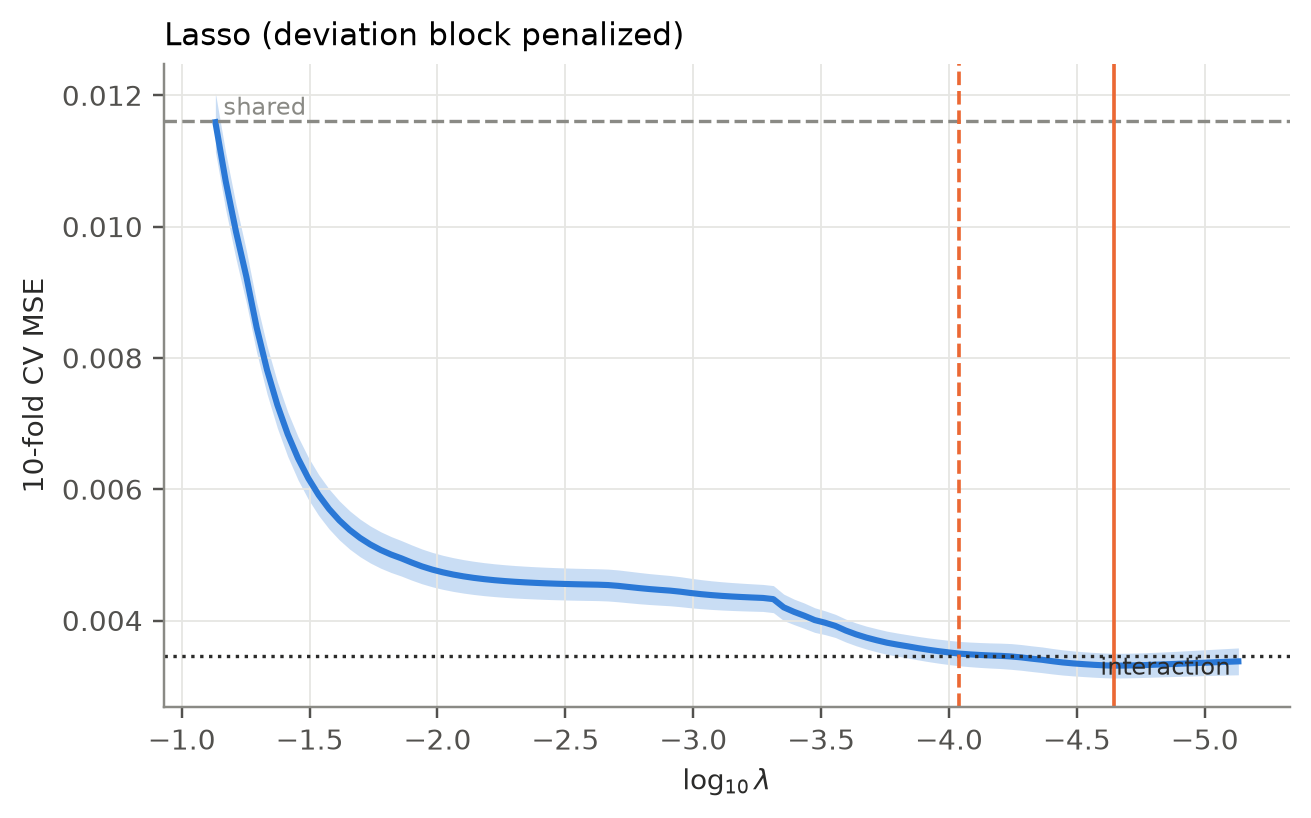 Lasso (deviation block penalized)
0.012
shared
0.010
0.008
0.006
0.004
10-fold CV MSE
interaction
−1.0 −1.5 −2.0 −2.5 −3.0 −3.5 −4.0 −4.5 −5.0
log₁₀ λ